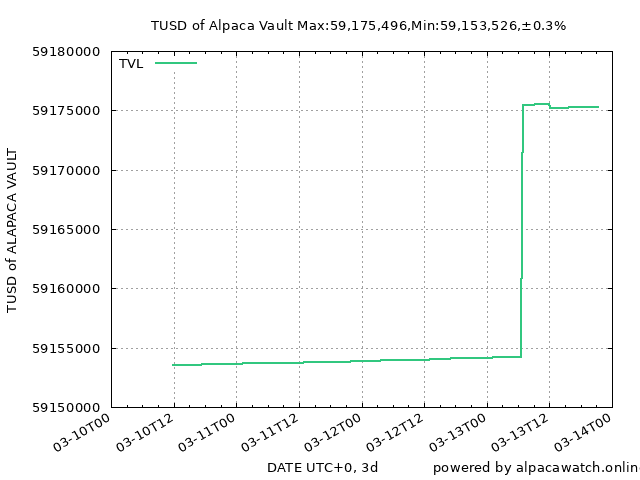 TUSD of Alpaca Vault Max:59,175,496,Min:59,153,526,±0.3%
59180000
TVL
59175000
59170000
59165000
59160000
59155000
59150000
TUSD of ALAPACA VAULT
03-10T00
03-10T12
03-11T00
03-11T12
03-12T00
03-12T12
03-13T00
03-13T12
03-14T00
DATE UTC+0, 3d
powered by alpacawatch.onlin